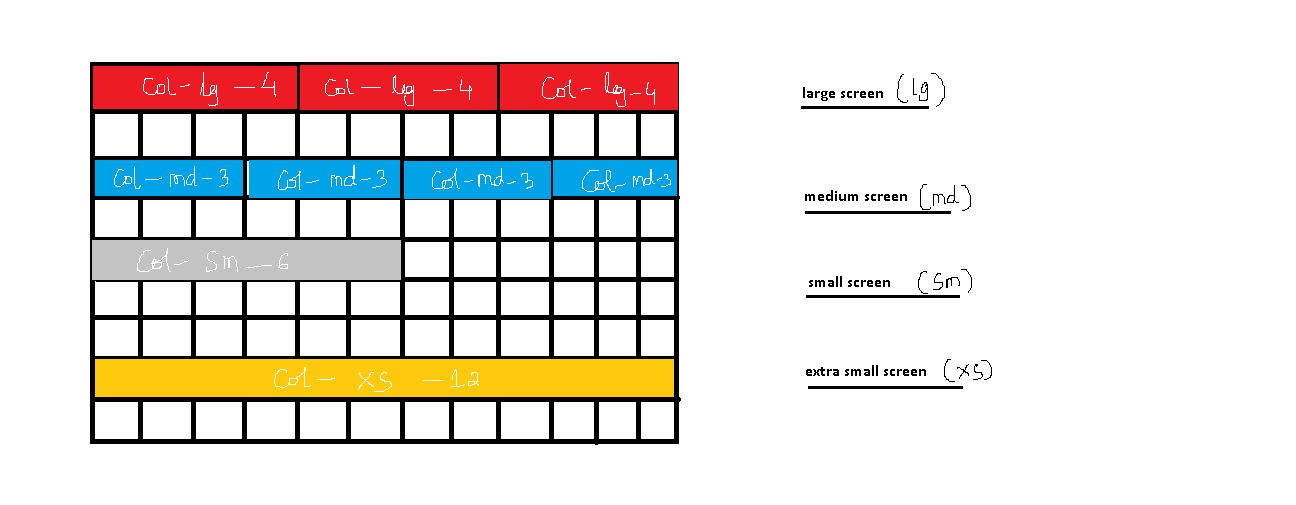 Col-lg-4 Col-lg-4 Col-lg-4
large screen (lg)
Col-md-3 Col-md-3 Col-md-3 Col-md-3
medium screen (md)
Col-Sm-6
small screen (Sm)
Col-XS-12
extra small screen (XS)